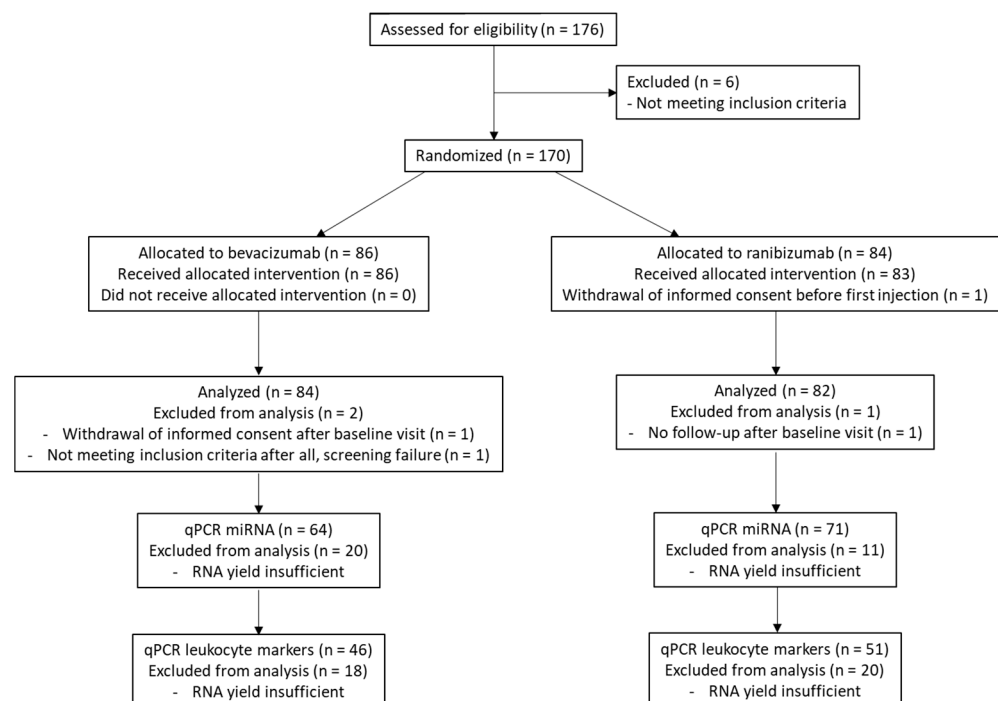 Assessed for eligibility (n = 176)
Excluded (n = 6)
- Not meeting inclusion criteria
Randomized (n = 170)
Allocated to bevacizumab (n = 86)
Received allocated intervention (n = 86)
Did not receive allocated intervention (n = 0)
Allocated to ranibizumab (n = 84)
Received allocated intervention (n = 83)
Withdrawal of informed consent before first injection (n = 1)
Analyzed (n = 84)
Excluded from analysis (n = 2)
- Withdrawal of informed consent after baseline visit (n = 1)
- Not meeting inclusion criteria after all, screening failure (n = 1)
Analyzed (n = 82)
Excluded from analysis (n = 1)
- No follow-up after baseline visit (n = 1)
qPCR miRNA (n = 64)
Excluded from analysis (n = 20)
- RNA yield insufficient
qPCR miRNA (n = 71)
Excluded from analysis (n = 11)
- RNA yield insufficient
qPCR leukocyte markers (n = 46)
Excluded from analysis (n = 18)
- RNA yield insufficient
qPCR leukocyte markers (n = 51)
Excluded from analysis (n = 20)
- RNA yield insufficient